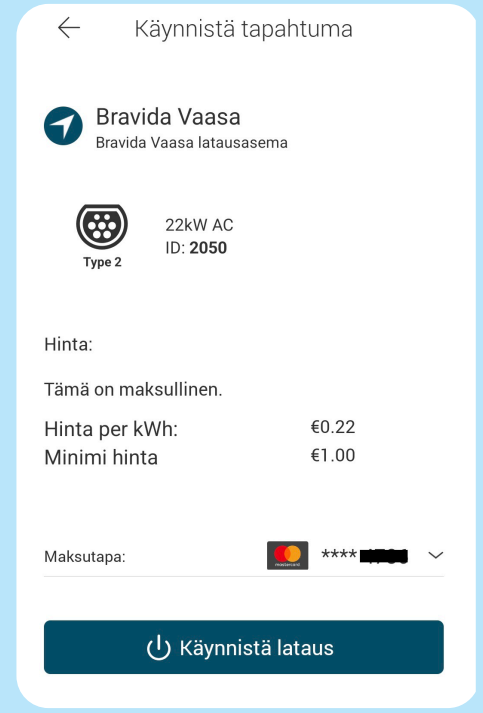 Käynnistä tapahtuma
Bravida Vaasa
Bravida Vaasa latausasema
22kW AC
ID: 2050
Type 2
Hinta:
Tämä on maksullinen.
Hinta per kWh: €0.22
Minimi hinta €1.00
Maksutapa: mastercard ****
Käynnistä lataus